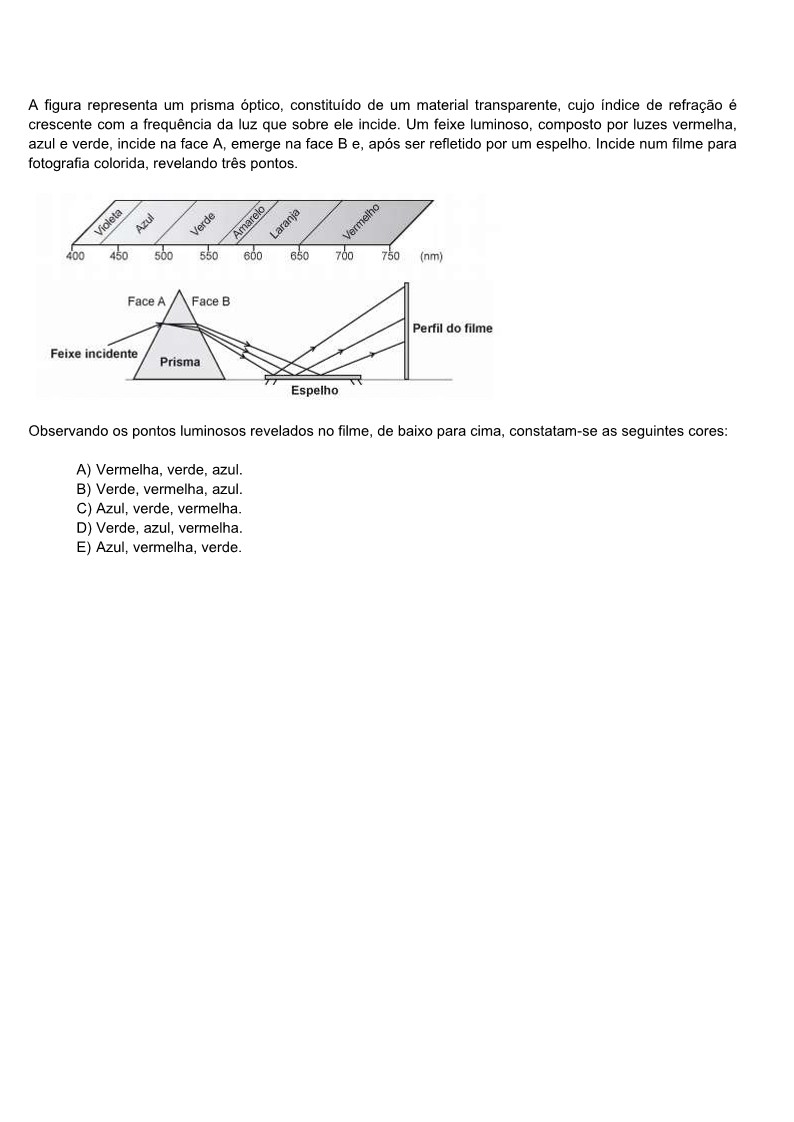 A figura representa um prisma óptico, constituído de um material transparente, cujo índice de refração é
crescente com a frequência da luz que sobre ele incide. Um feixe luminoso, composto por luzes vermelha,
azul e verde, incide na face A, emerge na face B e, após ser refletido por um espelho. Incide num filme para
fotografia colorida, revelando três pontos.
Violeta Azul Verde Amarelo Laranja Vermelho
400 450 500 550 600 650 700 750 (nm)
Face A Face B
Perfil do filme
Feixe incidente
Prisma
Espelho
Observando os pontos luminosos revelados no filme, de baixo para cima, constatam-se as seguintes cores:
A) Vermelha, verde, azul.
B) Verde, vermelha, azul.
C) Azul, verde, vermelha.
D) Verde, azul, vermelha.
E) Azul, vermelha, verde.